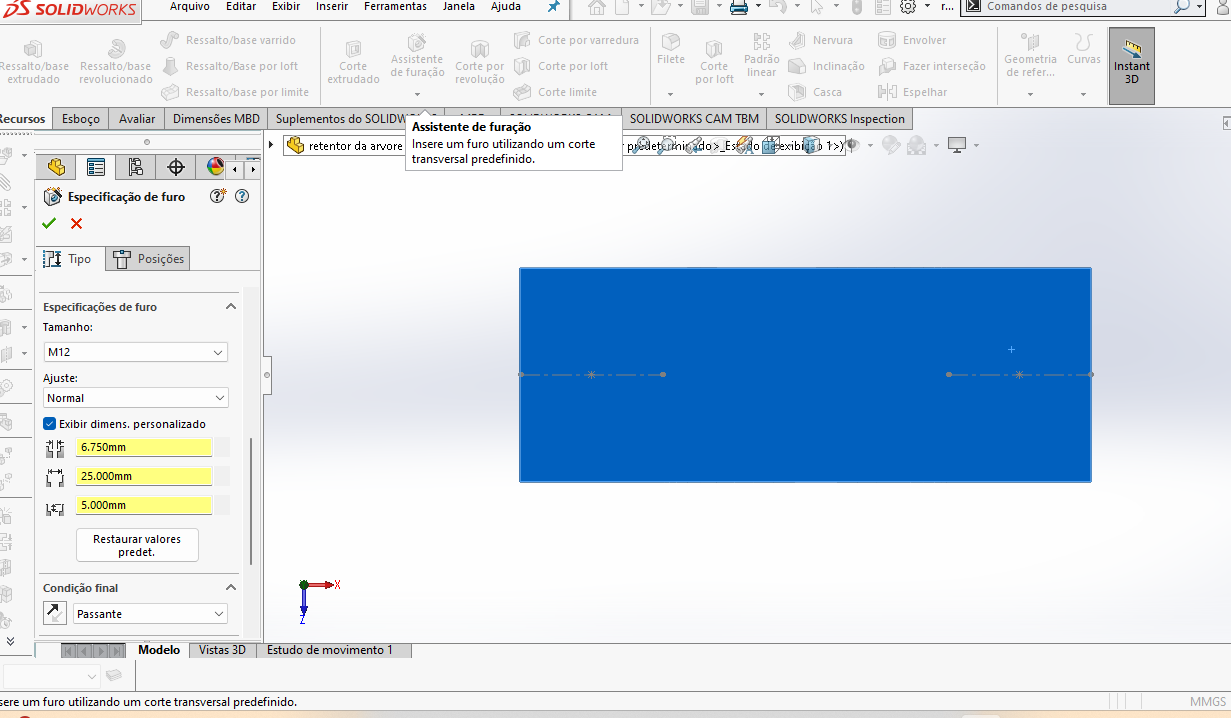 SOLIDWORKS
Arquivo Editar Exibir Inserir Ferramentas Janela Ajuda
r...
Comandos de pesquisa
Ressalto/base extrudado
Ressalto/base revolucionado
Ressalto/base varrido
Ressalto/Base por loft
Ressalto/base por limite
Corte extrudado
Assistente de furação
Corte por revolução
Corte por varredura
Corte por loft
Corte limite
Filete
Corte por loft
Padrão linear
Nervura
Inclinação
Casca
Envolver
Fazer interseção
Espelhar
Geometria de refer...
Curvas
Instant 3D
Recursos Esboço Avaliar Dimensões MBD Suplementos do SOLIDW
SOLIDWORKS CAM TBM SOLIDWORKS Inspection
Assistente de furação
Insere um furo utilizando um corte
transversal predefinido.
retentor da arvore
predeterminado>_Estado de exibição 1>)
Especificação de furo
Tipo Posições
Especificações de furo
Tamanho:
M12
Ajuste:
Normal
Exibir dimens. personalizado
6.750mm
25.000mm
5.000mm
Restaurar valores
predet.
Condição final
Passante
X
Z
Modelo Vistas 3D Estudo de movimento 1
sere um furo utilizando um corte transversal predefinido.
MMGS